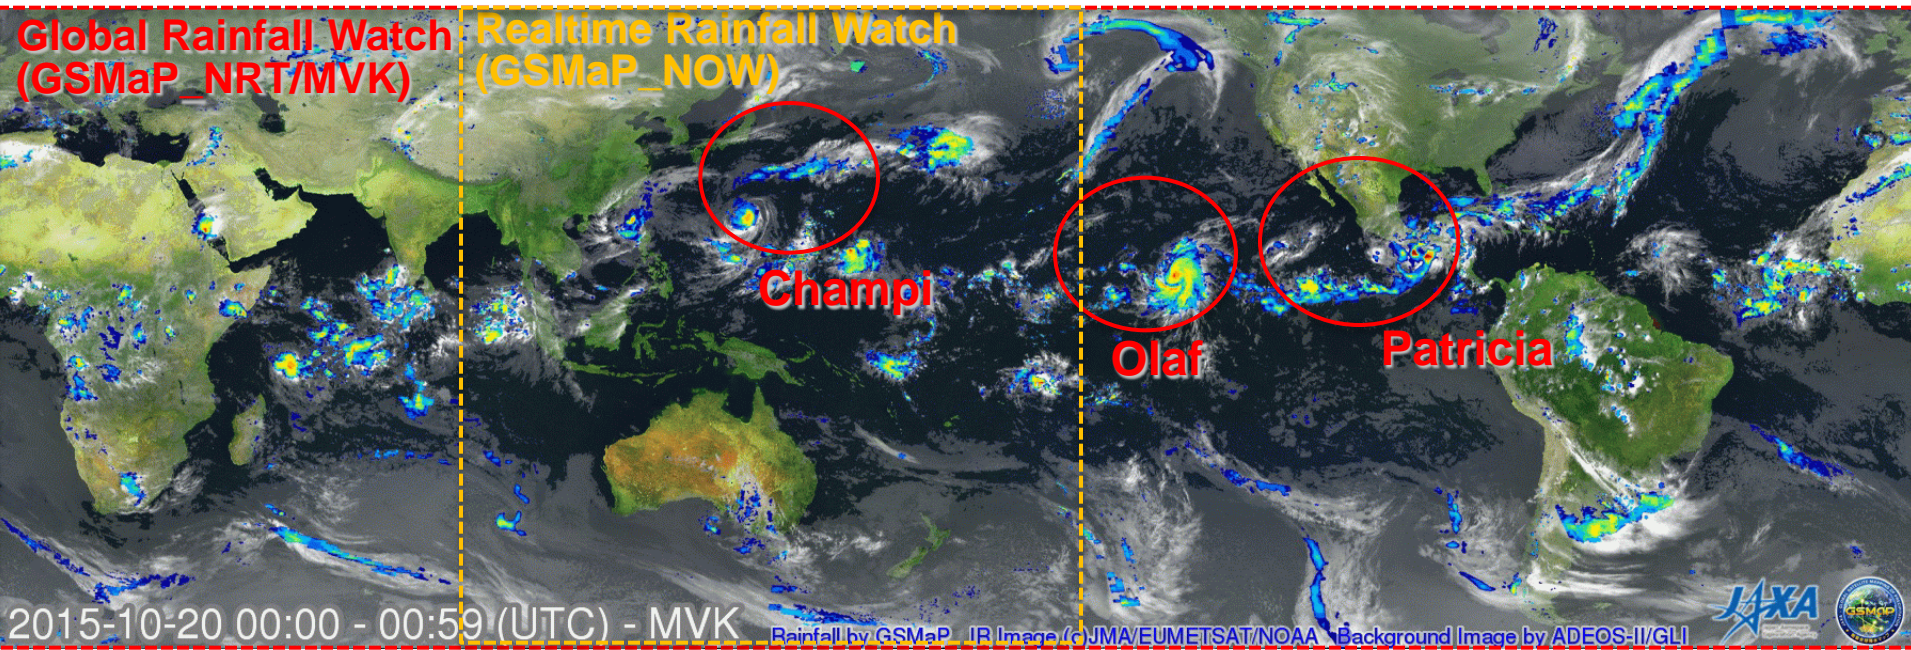 Global Rainfall Watch
(GSMaP_NRT/MVK)
Realtime Rainfall Watch
(GSMaP_NOW)
Champi
Olaf
Patricia
2015-10-20 00:00 - 00:59 (UTC) - MVK
Rainfall by GSMaP IR Image (c)JMA/EUMETSAT/NOAA Background Image by ADEOS-II/GLI
JAXA
GSMaP